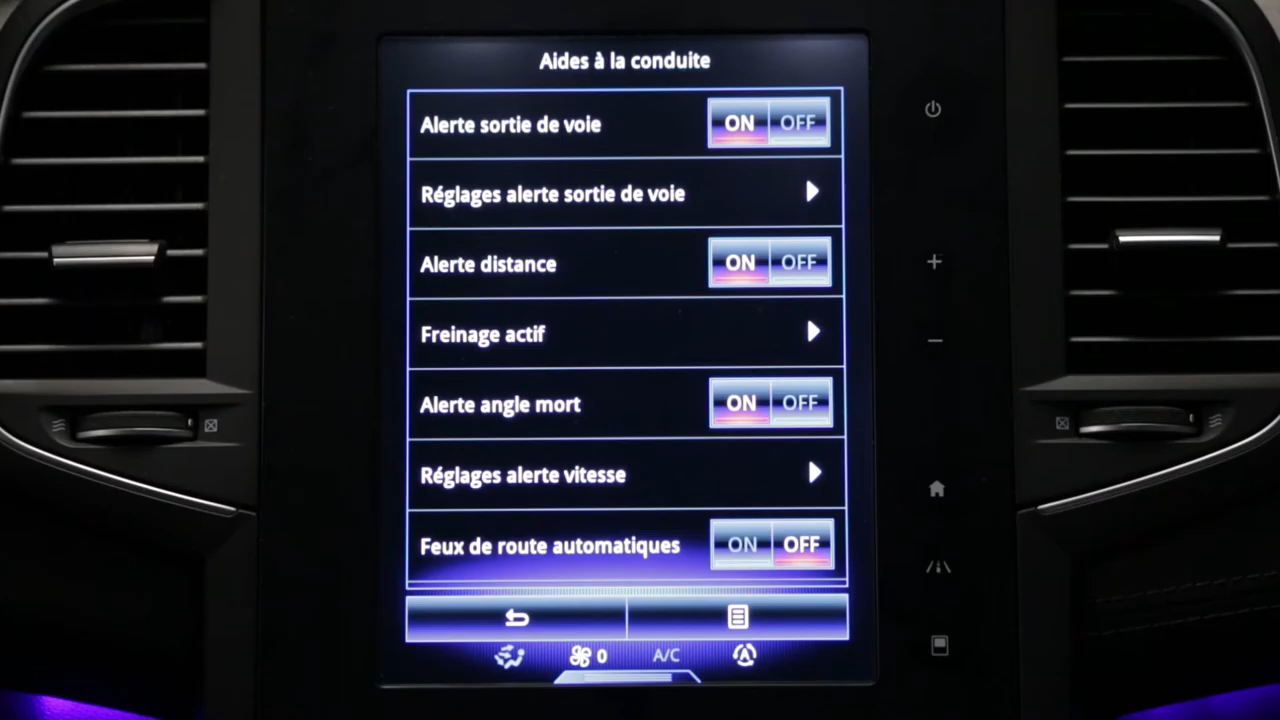 Aides à la conduite
Alerte sortie de voie ON OFF
Réglages alerte sortie de voie
Alerte distance ON OFF
Freinage actif
Alerte angle mort ON OFF
Réglages alerte vitesse
Feux de route automatiques ON OFF
0 A/C A